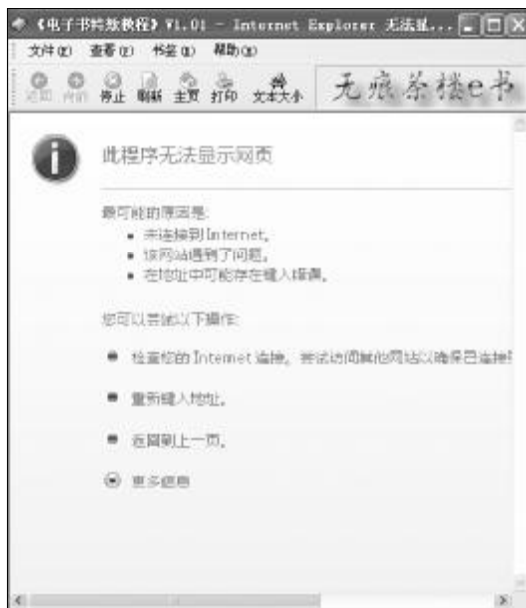 《电子书终极教程》V1.01 - Internet Explorer 无法显...
文件(F) 查看(V) 书签(B) 帮助(H)
返回 向前 停止 刷新 主页 打印 文本大小 无痕茶楼e书
此程序无法显示网页
最可能的原因是:
未连接到 Internet。
该网站遇到了问题。
在地址中可能存在键入错误。
您可以尝试以下操作:
检查您的 Internet 连接。尝试访问其他网站以确保已连接到
重新键入地址。
返回到上一页。
更多信息